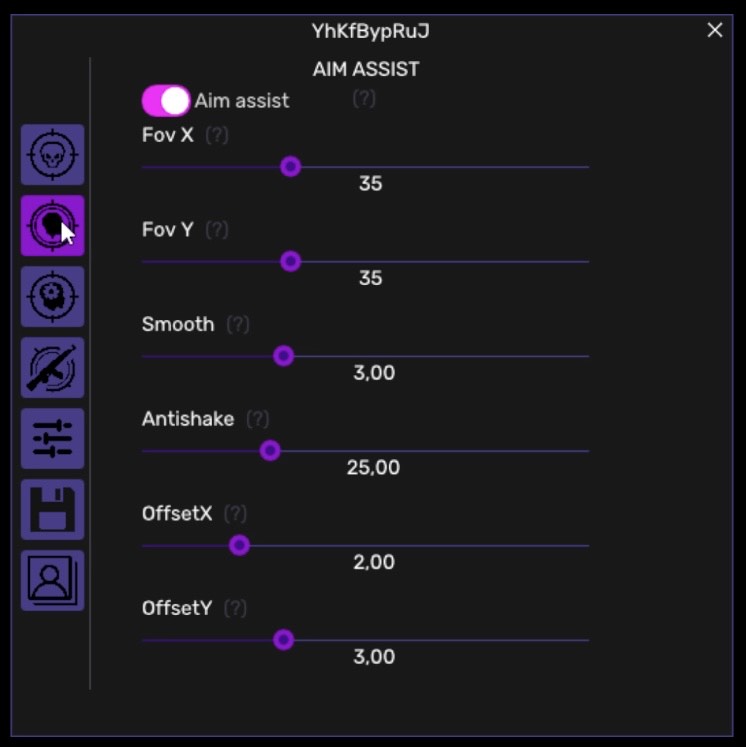 YhKfBypRuJ
AIM ASSIST
Aim assist (?)
Fov X (?)
35
Fov Y (?)
35
Smooth (?)
3,00
Antishake (?)
25,00
OffsetX (?)
2,00
OffsetY (?)
3,00